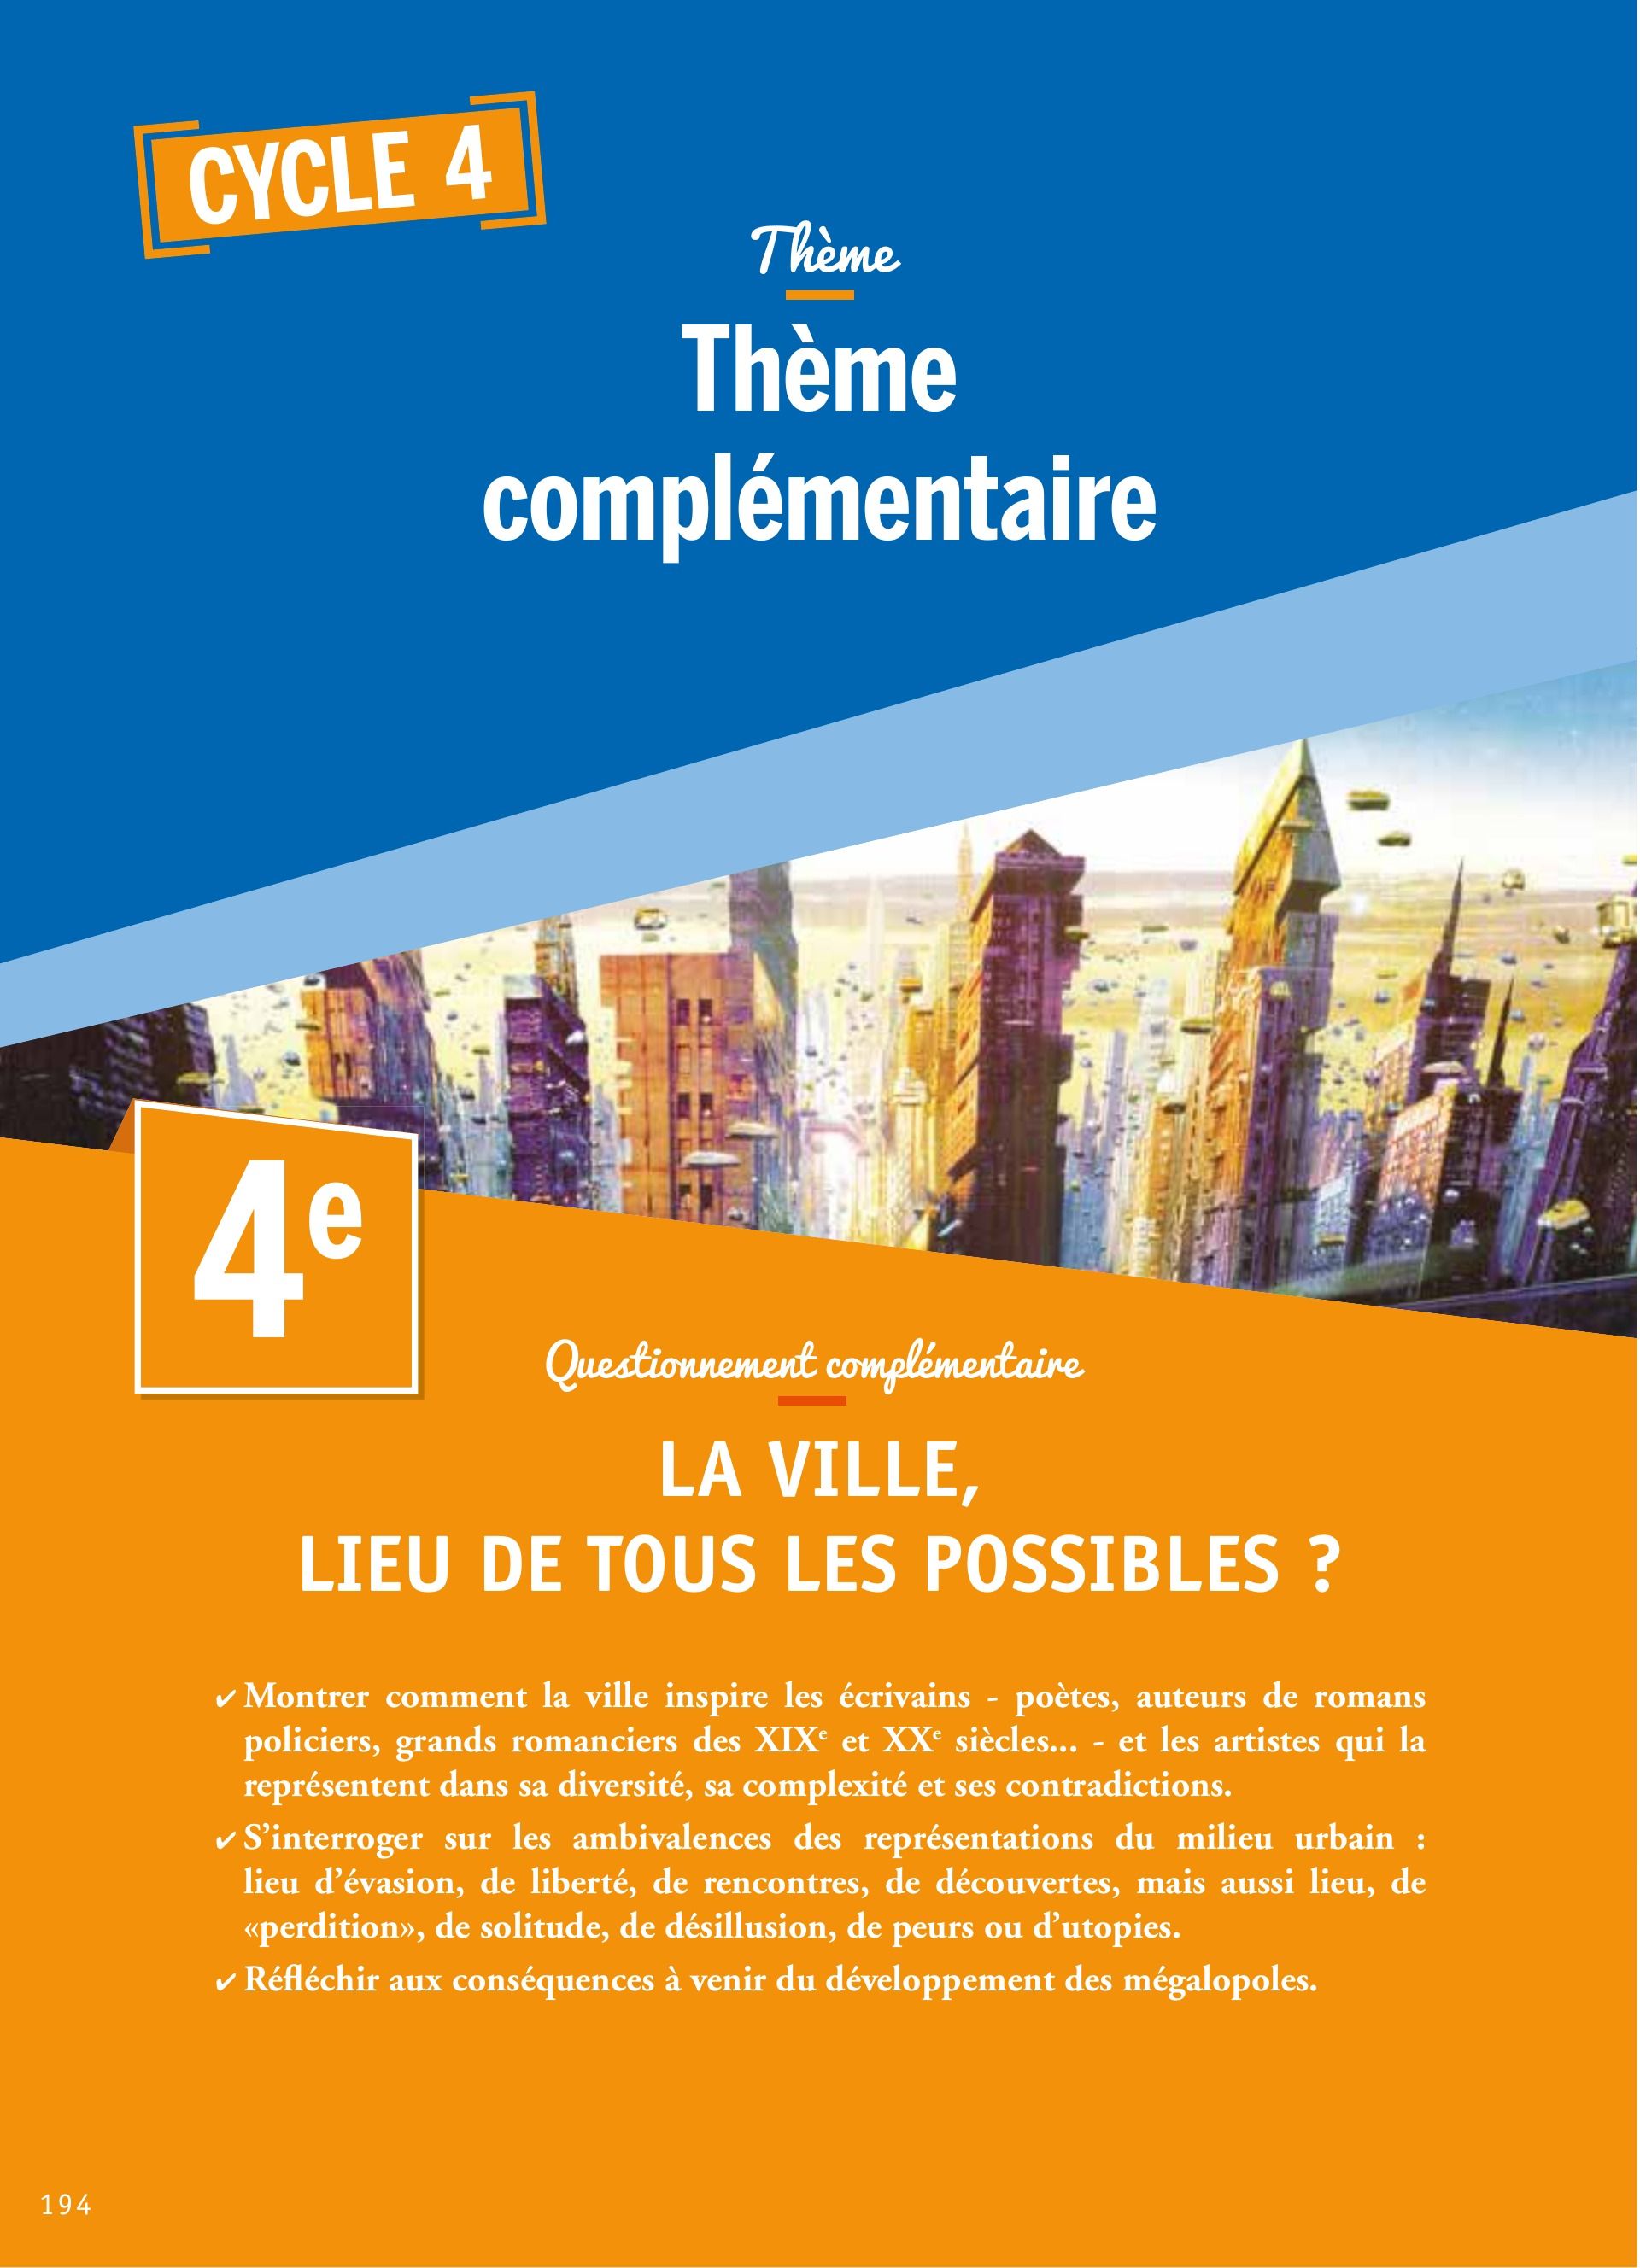 CYCLE 4
Thème
Thème
complémentaire
4e
Questionnement complémentaire
LA VILLE,
LIEU DE TOUS LES POSSIBLES ?
✔ Montrer comment la ville inspire les écrivains - poètes, auteurs de romans
policiers, grands romanciers des XIXe et XXe siècles... - et les artistes qui la
représentent dans sa diversité, sa complexité et ses contradictions.
✔ S’interroger sur les ambivalences des représentations du milieu urbain :
lieu d’évasion, de liberté, de rencontres, de découvertes, mais aussi lieu, de
«perdition», de solitude, de désillusion, de peurs ou d’utopies.
✔ Réfléchir aux conséquences à venir du développement des mégalopoles.
194